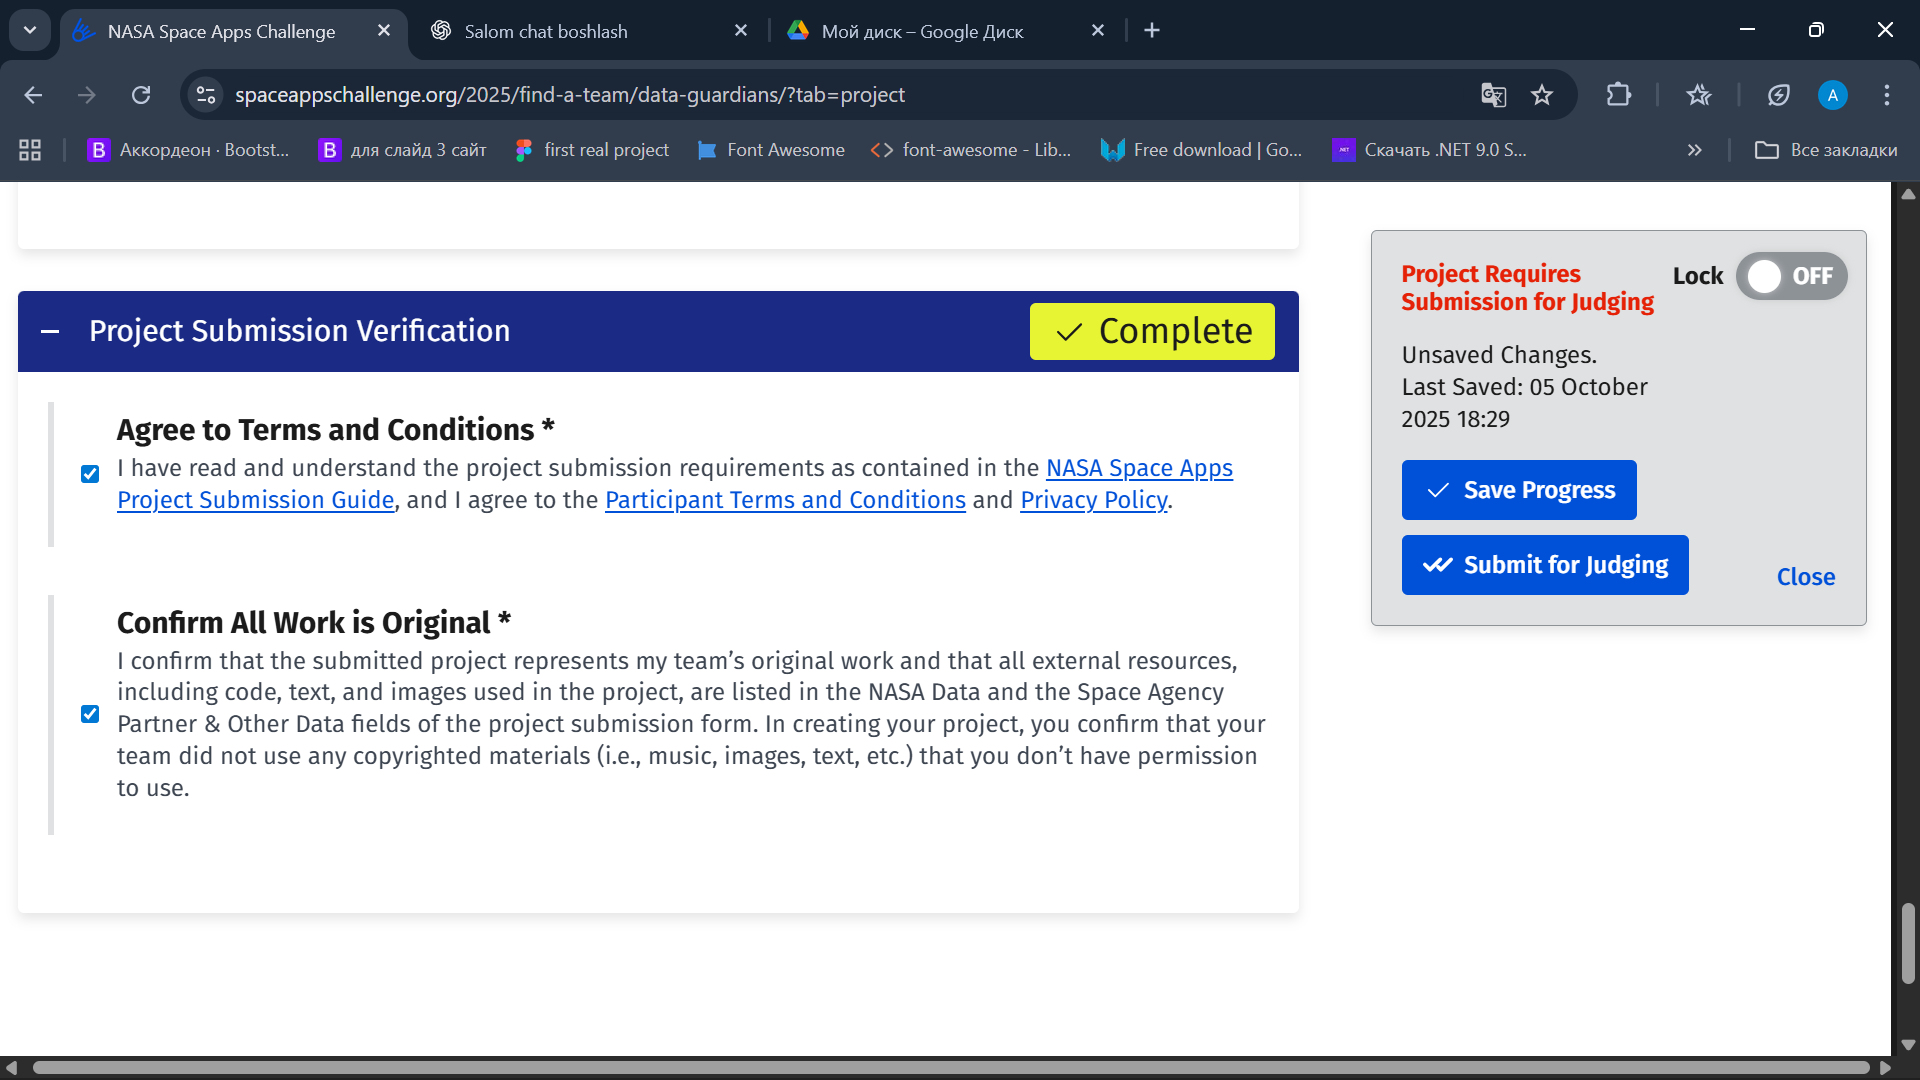 NASA Space Apps Challenge
Salom chat boshlash
Мой диск – Google Диск
spaceappschallenge.org/2025/find-a-team/data-guardians/?tab=project
A
Аккордеон · Bootst...
для слайд 3 сайт
first real project
Font Awesome
font-awesome - Lib...
Free download | Go...
Скачать .NET 9.0 S...
Все закладки
Project Submission Verification
Complete
Agree to Terms and Conditions *
I have read and understand the project submission requirements as contained in the NASA Space Apps
Project Submission Guide, and I agree to the Participant Terms and Conditions and Privacy Policy.
Confirm All Work is Original *
I confirm that the submitted project represents my team’s original work and that all external resources,
including code, text, and images used in the project, are listed in the NASA Data and the Space Agency
Partner & Other Data fields of the project submission form. In creating your project, you confirm that your
team did not use any copyrighted materials (i.e., music, images, text, etc.) that you don’t have permission
to use.
Project Requires
Submission for Judging
Lock
OFF
Unsaved Changes.
Last Saved: 05 October
2025 18:29
Save Progress
Submit for Judging
Close